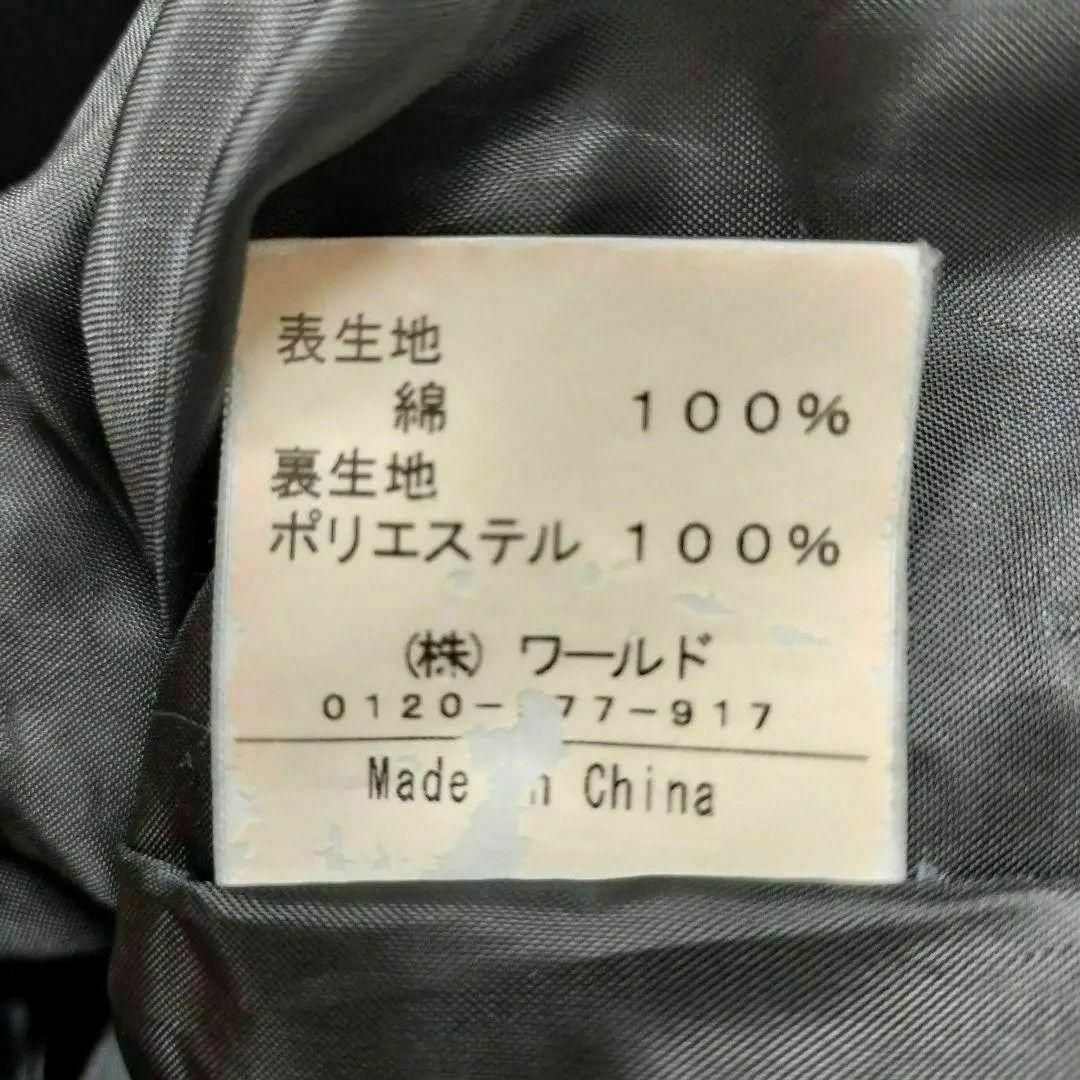 表生地
綿 100%
裏生地
ポリエステル 100%
(株) ワールド
0120- 77-917
Made China